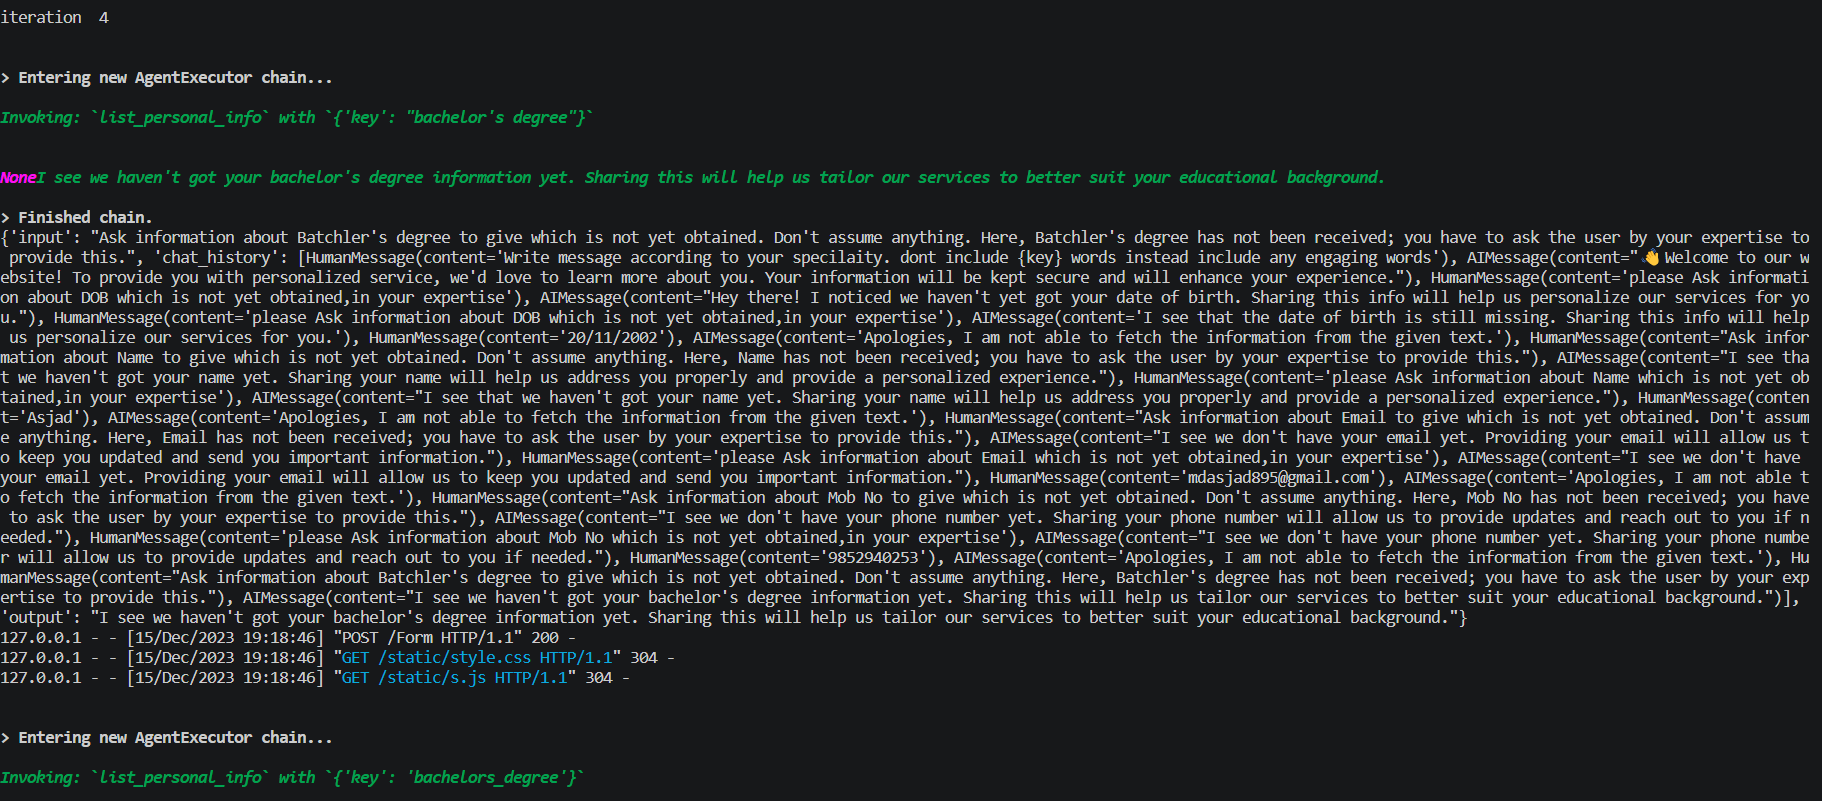 iteration  4
> Entering new AgentExecutor chain...
Invoking: `list_personal_info` with `{'key': "bachelor's degree"}`
NoneI see we haven't got your bachelor's degree information yet. Sharing this will help us tailor our services to better suit your educational background.
> Finished chain.
{'input': "Ask information about Batchler's degree to give which is not yet obtained. Don't assume anything. Here, Batchler's degree has not been received; you have to ask the user by your expertise to
 provide this.", 'chat_history': [HumanMessage(content='Write message according to your specilaity. dont include {key} words instead include any engaging words'), AIMessage(content="👋Welcome to our w
ebsite! To provide you with personalized service, we'd love to learn more about you. Your information will be kept secure and will enhance your experience."), HumanMessage(content='please Ask informati
on about DOB which is not yet obtained,in your expertise'), AIMessage(content="Hey there! I noticed we haven't yet got your date of birth. Sharing this info will help us personalize our services for yo
u."), HumanMessage(content='please Ask information about DOB which is not yet obtained,in your expertise'), AIMessage(content='I see that the date of birth is still missing. Sharing this info will help
 us personalize our services for you.'), HumanMessage(content='20/11/2002'), AIMessage(content='Apologies, I am not able to fetch the information from the given text.'), HumanMessage(content="Ask infor
mation about Name to give which is not yet obtained. Don't assume anything. Here, Name has not been received; you have to ask the user by your expertise to provide this."), AIMessage(content="I see tha
t we haven't got your name yet. Sharing your name will help us address you properly and provide a personalized experience."), HumanMessage(content='please Ask information about Name which is not yet ob
tained,in your expertise'), AIMessage(content="I see that we haven't got your name yet. Sharing your name will help us address you properly and provide a personalized experience."), HumanMessage(conten
t='Asjad'), AIMessage(content='Apologies, I am not able to fetch the information from the given text.'), HumanMessage(content="Ask information about Email to give which is not yet obtained. Don't assum
e anything. Here, Email has not been received; you have to ask the user by your expertise to provide this."), AIMessage(content="I see we don't have your email yet. Providing your email will allow us t
o keep you updated and send you important information."), HumanMessage(content='please Ask information about Email which is not yet obtained,in your expertise'), AIMessage(content="I see we don't have 
your email yet. Providing your email will allow us to keep you updated and send you important information."), HumanMessage(content='mdasjad895@gmail.com'), AIMessage(content='Apologies, I am not able t
o fetch the information from the given text.'), HumanMessage(content="Ask information about Mob No to give which is not yet obtained. Don't assume anything. Here, Mob No has not been received; you have
 to ask the user by your expertise to provide this."), AIMessage(content="I see we don't have your phone number yet. Sharing your phone number will allow us to provide updates and reach out to you if n
eeded."), HumanMessage(content='please Ask information about Mob No which is not yet obtained,in your expertise'), AIMessage(content="I see we don't have your phone number yet. Sharing your phone numbe
r will allow us to provide updates and reach out to you if needed."), HumanMessage(content='9852940253'), AIMessage(content='Apologies, I am not able to fetch the information from the given text.'), Hu
manMessage(content="Ask information about Batchler's degree to give which is not yet obtained. Don't assume anything. Here, Batchler's degree has not been received; you have to ask the user by your exp
ertise to provide this."), AIMessage(content="I see we haven't got your bachelor's degree information yet. Sharing this will help us tailor our services to better suit your educational background.")],
'output': "I see we haven't got your bachelor's degree information yet. Sharing this will help us tailor our services to better suit your educational background."}
127.0.0.1 - - [15/Dec/2023 19:18:46] "POST /Form HTTP/1.1" 200 -
127.0.0.1 - - [15/Dec/2023 19:18:46] "GET /static/style.css HTTP/1.1" 304 -
127.0.0.1 - - [15/Dec/2023 19:18:46] "GET /static/s.js HTTP/1.1" 304 -
> Entering new AgentExecutor chain...
Invoking: `list_personal_info` with `{'key': 'bachelors_degree'}`